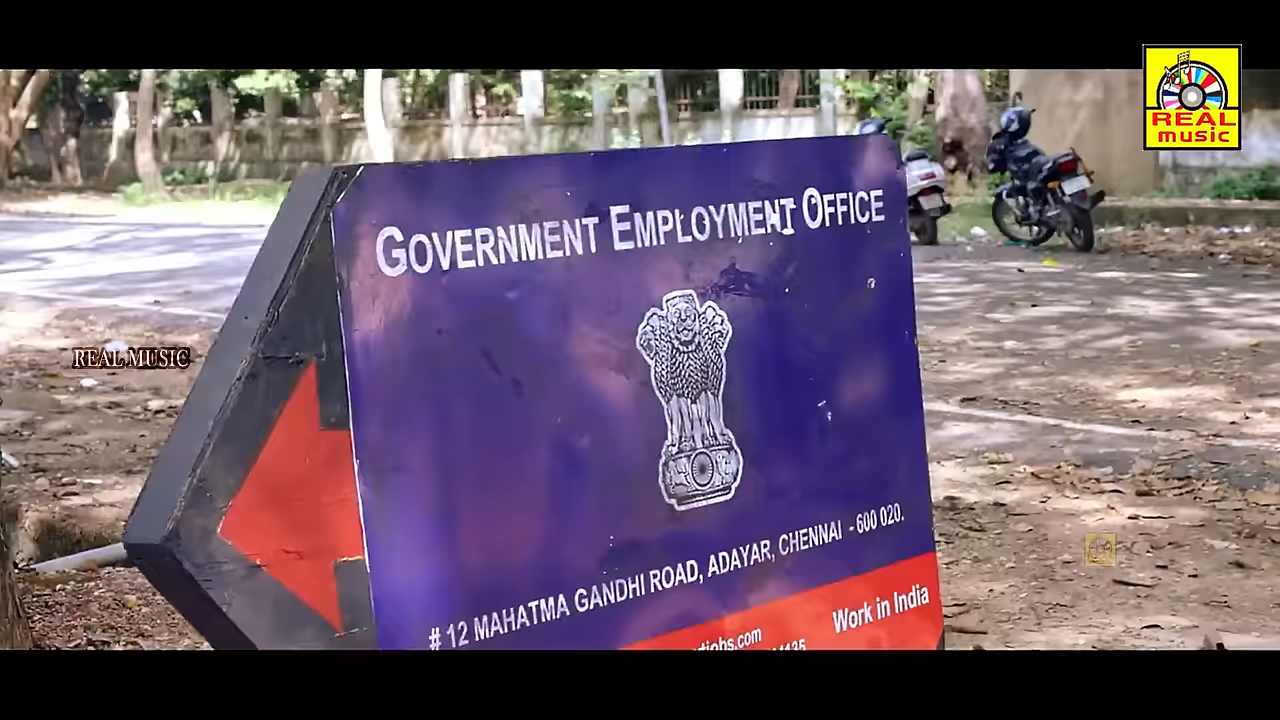 REAL
music
GOVERNMENT EMPLOYMENT OFFICE
REAL MUSIC
# 12 MAHATMA GANDHI ROAD, ADAYAR, CHENNAI - 600 020.
Work in India